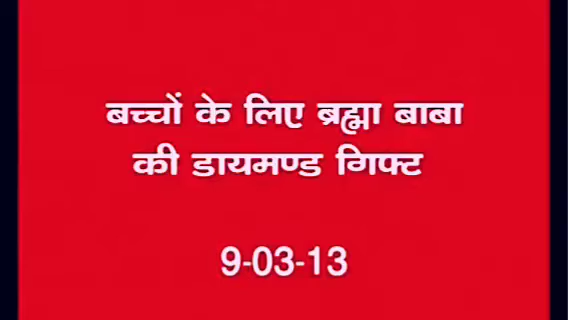 बच्चों के लिए ब्रह्मा बाबा
की डायमण्ड गिफ्ट
9-03-13